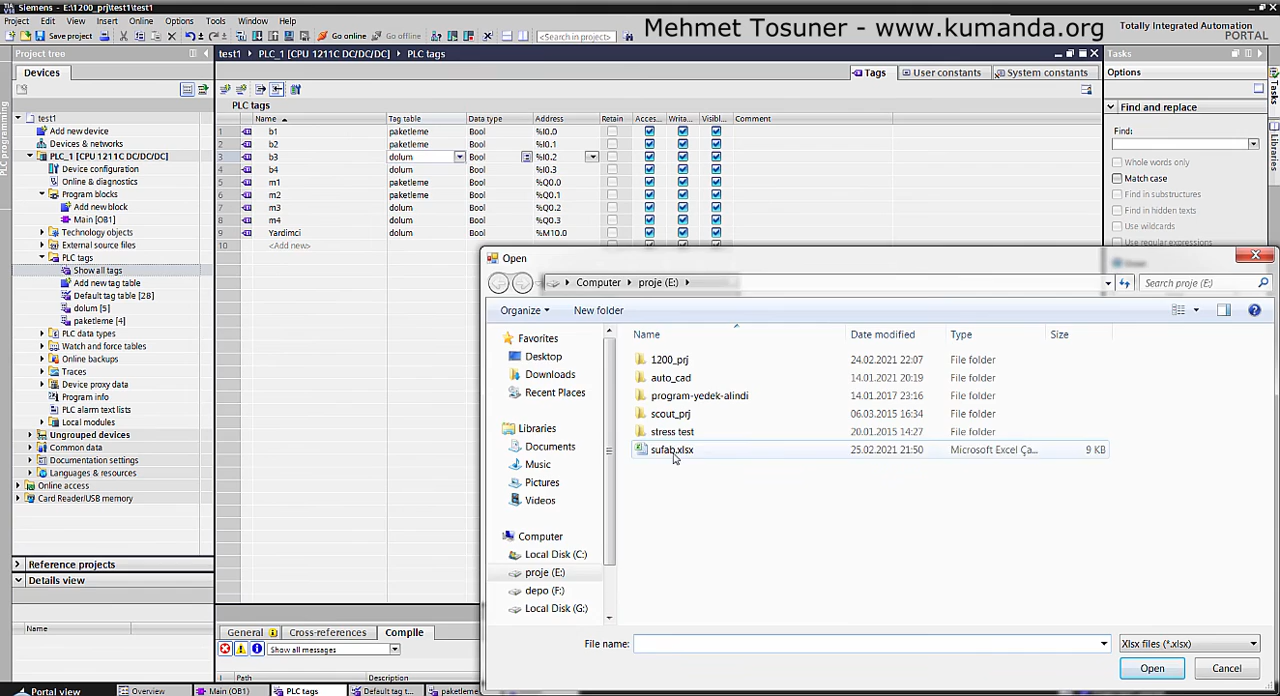 Siemens - E:\1200_prj\test1\test1
Mehmet Tosuner - www.kumanda.org
Project Edit View Insert Online Options Tools Window Help
Totally Integrated Automation
PORTAL
Save project
Go online
Go offline
<Search in project>
Project tree
test1 PLC_1 [CPU 1211C DC/DC/DC] PLC tags
Tasks
Devices
Tags
User constants
System constants
Options
PLC programming
Tasks
Libraries
PLC tags
Find and replace
Name Tag table Data type Address Retain Acces... Writa... Visibl... Comment
1 b1 paketleme Bool %I0.0
2 b2 paketleme Bool %I0.1
3 b3 dolum Bool %I0.2
4 b4 dolum Bool %I0.3
5 m1 paketleme Bool %Q0.0
6 m2 paketleme Bool %Q0.1
7 m3 dolum Bool %Q0.2
8 m4 dolum Bool %Q0.3
9 Yardimci dolum Bool %M10.0
10 <Add new>
Find:
Whole words only
Match case
Find in substructures
Find in hidden texts
Use wildcards
Use regular expressions
test1
Add new device
Devices & networks
PLC_1 [CPU 1211C DC/DC/DC]
Device configuration
Online & diagnostics
Program blocks
Add new block
Main [OB1]
Technology objects
External source files
PLC tags
Show all tags
Add new tag table
Default tag table [28]
dolum [5]
paketleme [4]
PLC data types
Watch and force tables
Online backups
Traces
Device proxy data
Program info
PLC alarm text lists
Local modules
Ungrouped devices
Common data
Documentation settings
Languages & resources
Online access
Card Reader/USB memory
Reference projects
Details view
Name
Open
Computer proje (E:)
Search proje (E:)
Organize
New folder
Favorites
Desktop
Downloads
Recent Places
Libraries
Documents
Music
Pictures
Videos
Computer
Local Disk (C:)
proje (E:)
depo (F:)
Local Disk (G:)
Name Date modified Type Size
1200_prj 24.02.2021 22:07 File folder
auto_cad 14.01.2021 20:19 File folder
program-yedek-alindi 14.01.2017 23:16 File folder
scout_prj 06.03.2015 16:34 File folder
stress test 20.01.2015 14:27 File folder
sufab.xlsx 25.02.2021 21:50 Microsoft Excel Ça... 9 KB
File name:
Xlsx files (*.xlsx)
Open
Cancel
General
Cross-references
Compile
Show all messages
Path Description
Portal view
Overview
Main (OB1)
PLC tags
Default tag t...
paketleme